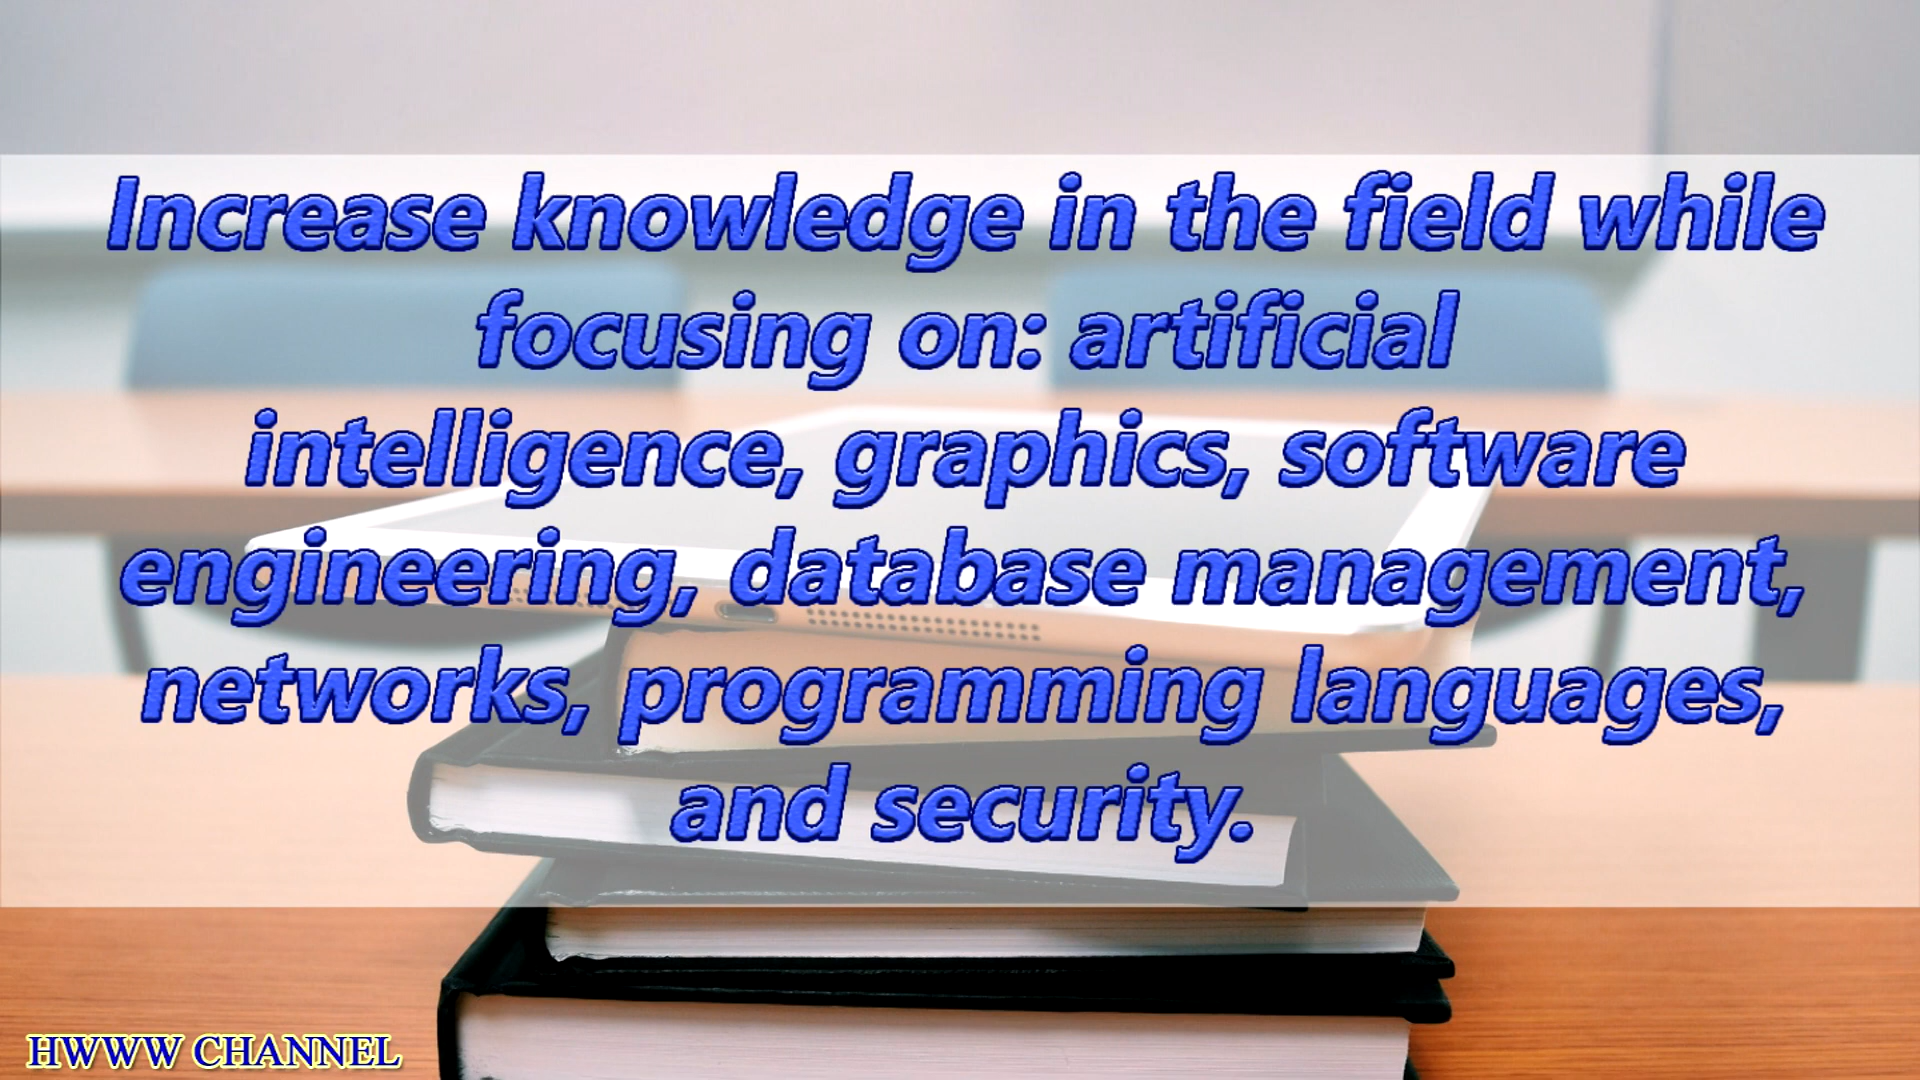 Increase knowledge in the field while
focusing on: artificial
intelligence, graphics, software
engineering, database management,
networks, programming languages,
and security.
HWWW CHANNEL